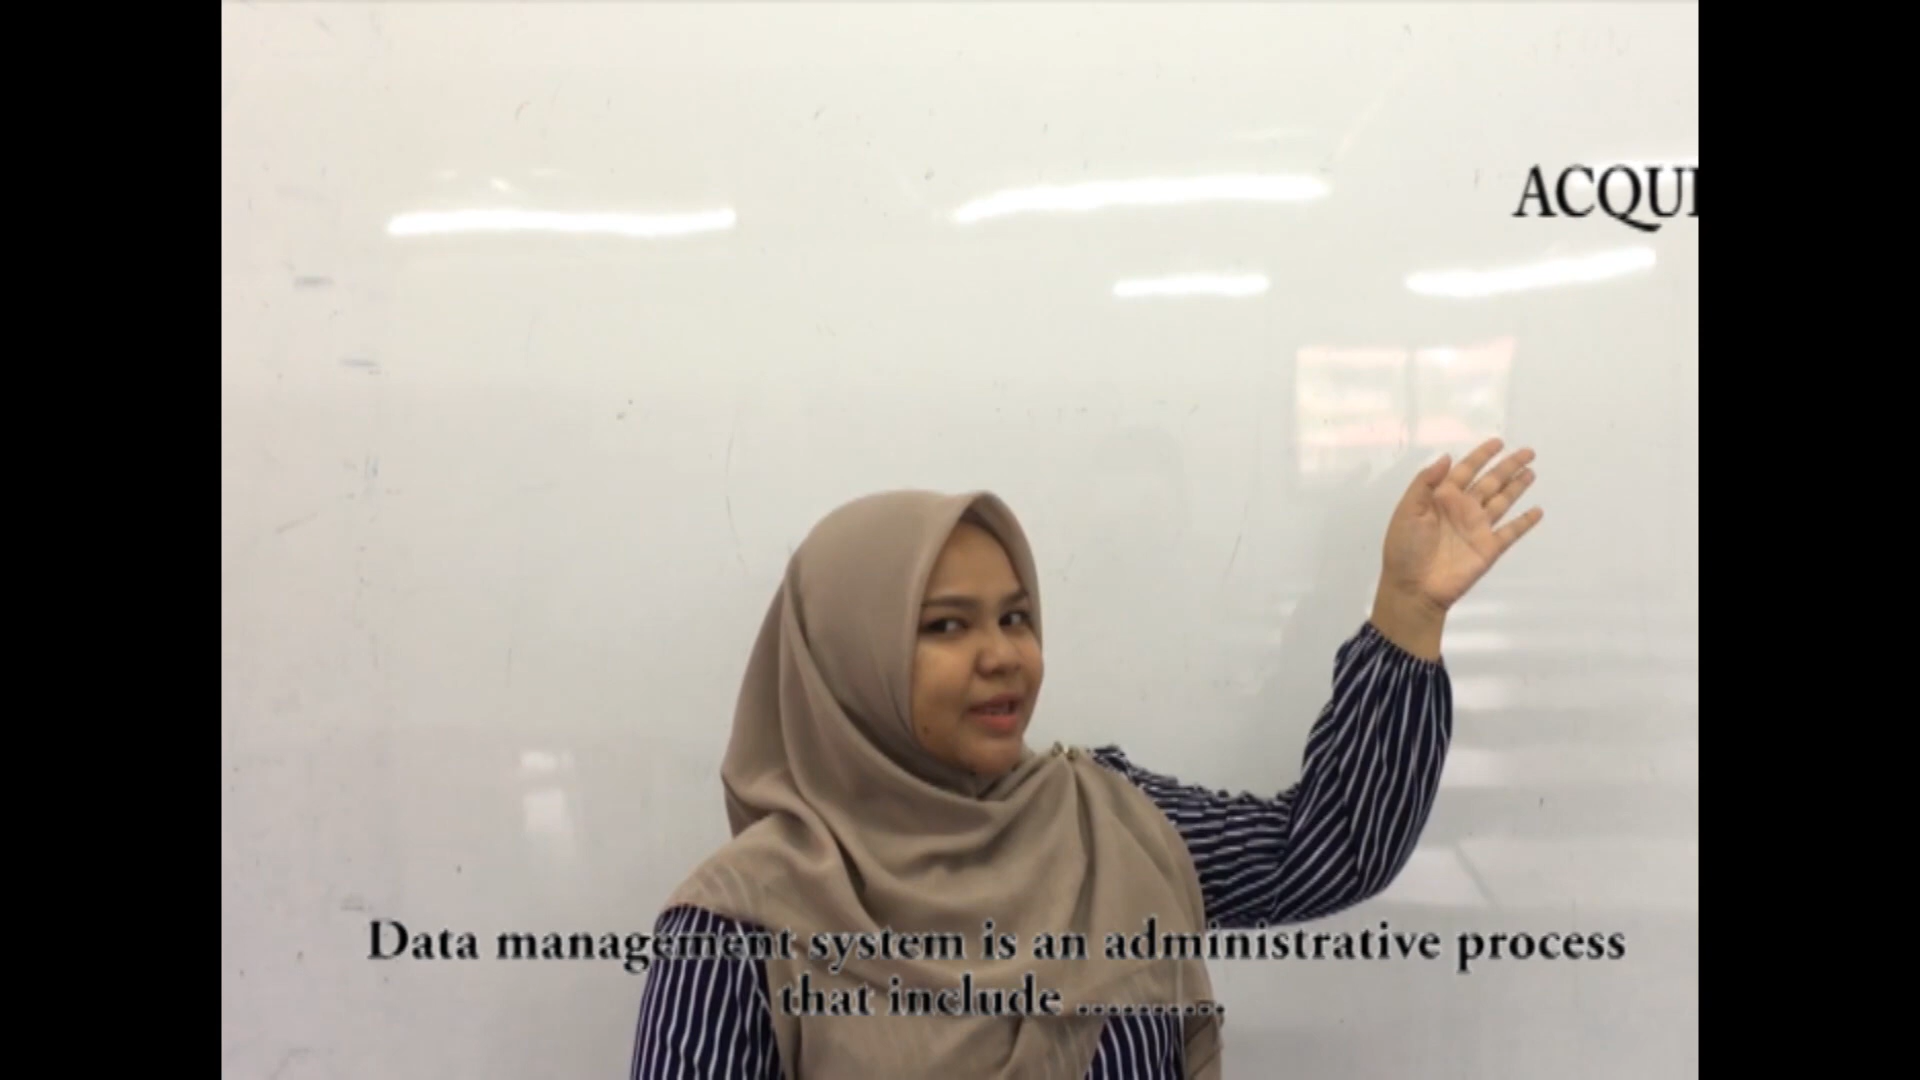 ACQUI
Data management system is an administrative process
that include ..........